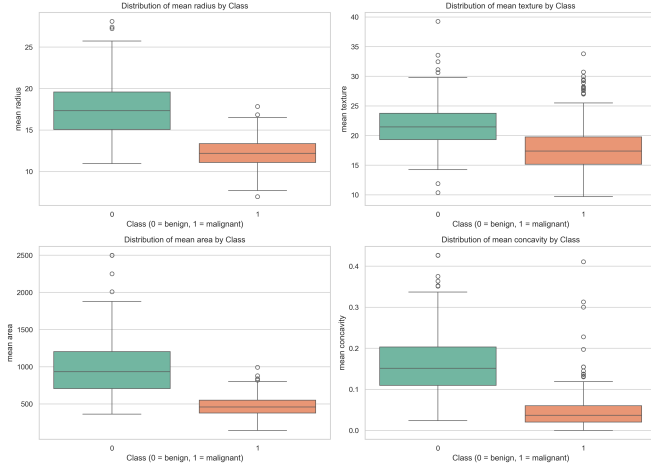 Distribution of mean radius by Class
mean radius
25
20
15
10
0
1
Class (0 = benign, 1 = malignant)
Distribution of mean texture by Class
mean texture
40
35
30
25
20
15
10
0
1
Class (0 = benign, 1 = malignant)
Distribution of mean area by Class
mean area
2500
2000
1500
1000
500
0
1
Class (0 = benign, 1 = malignant)
Distribution of mean concavity by Class
mean concavity
0.4
0.3
0.2
0.1
0.0
0
1
Class (0 = benign, 1 = malignant)